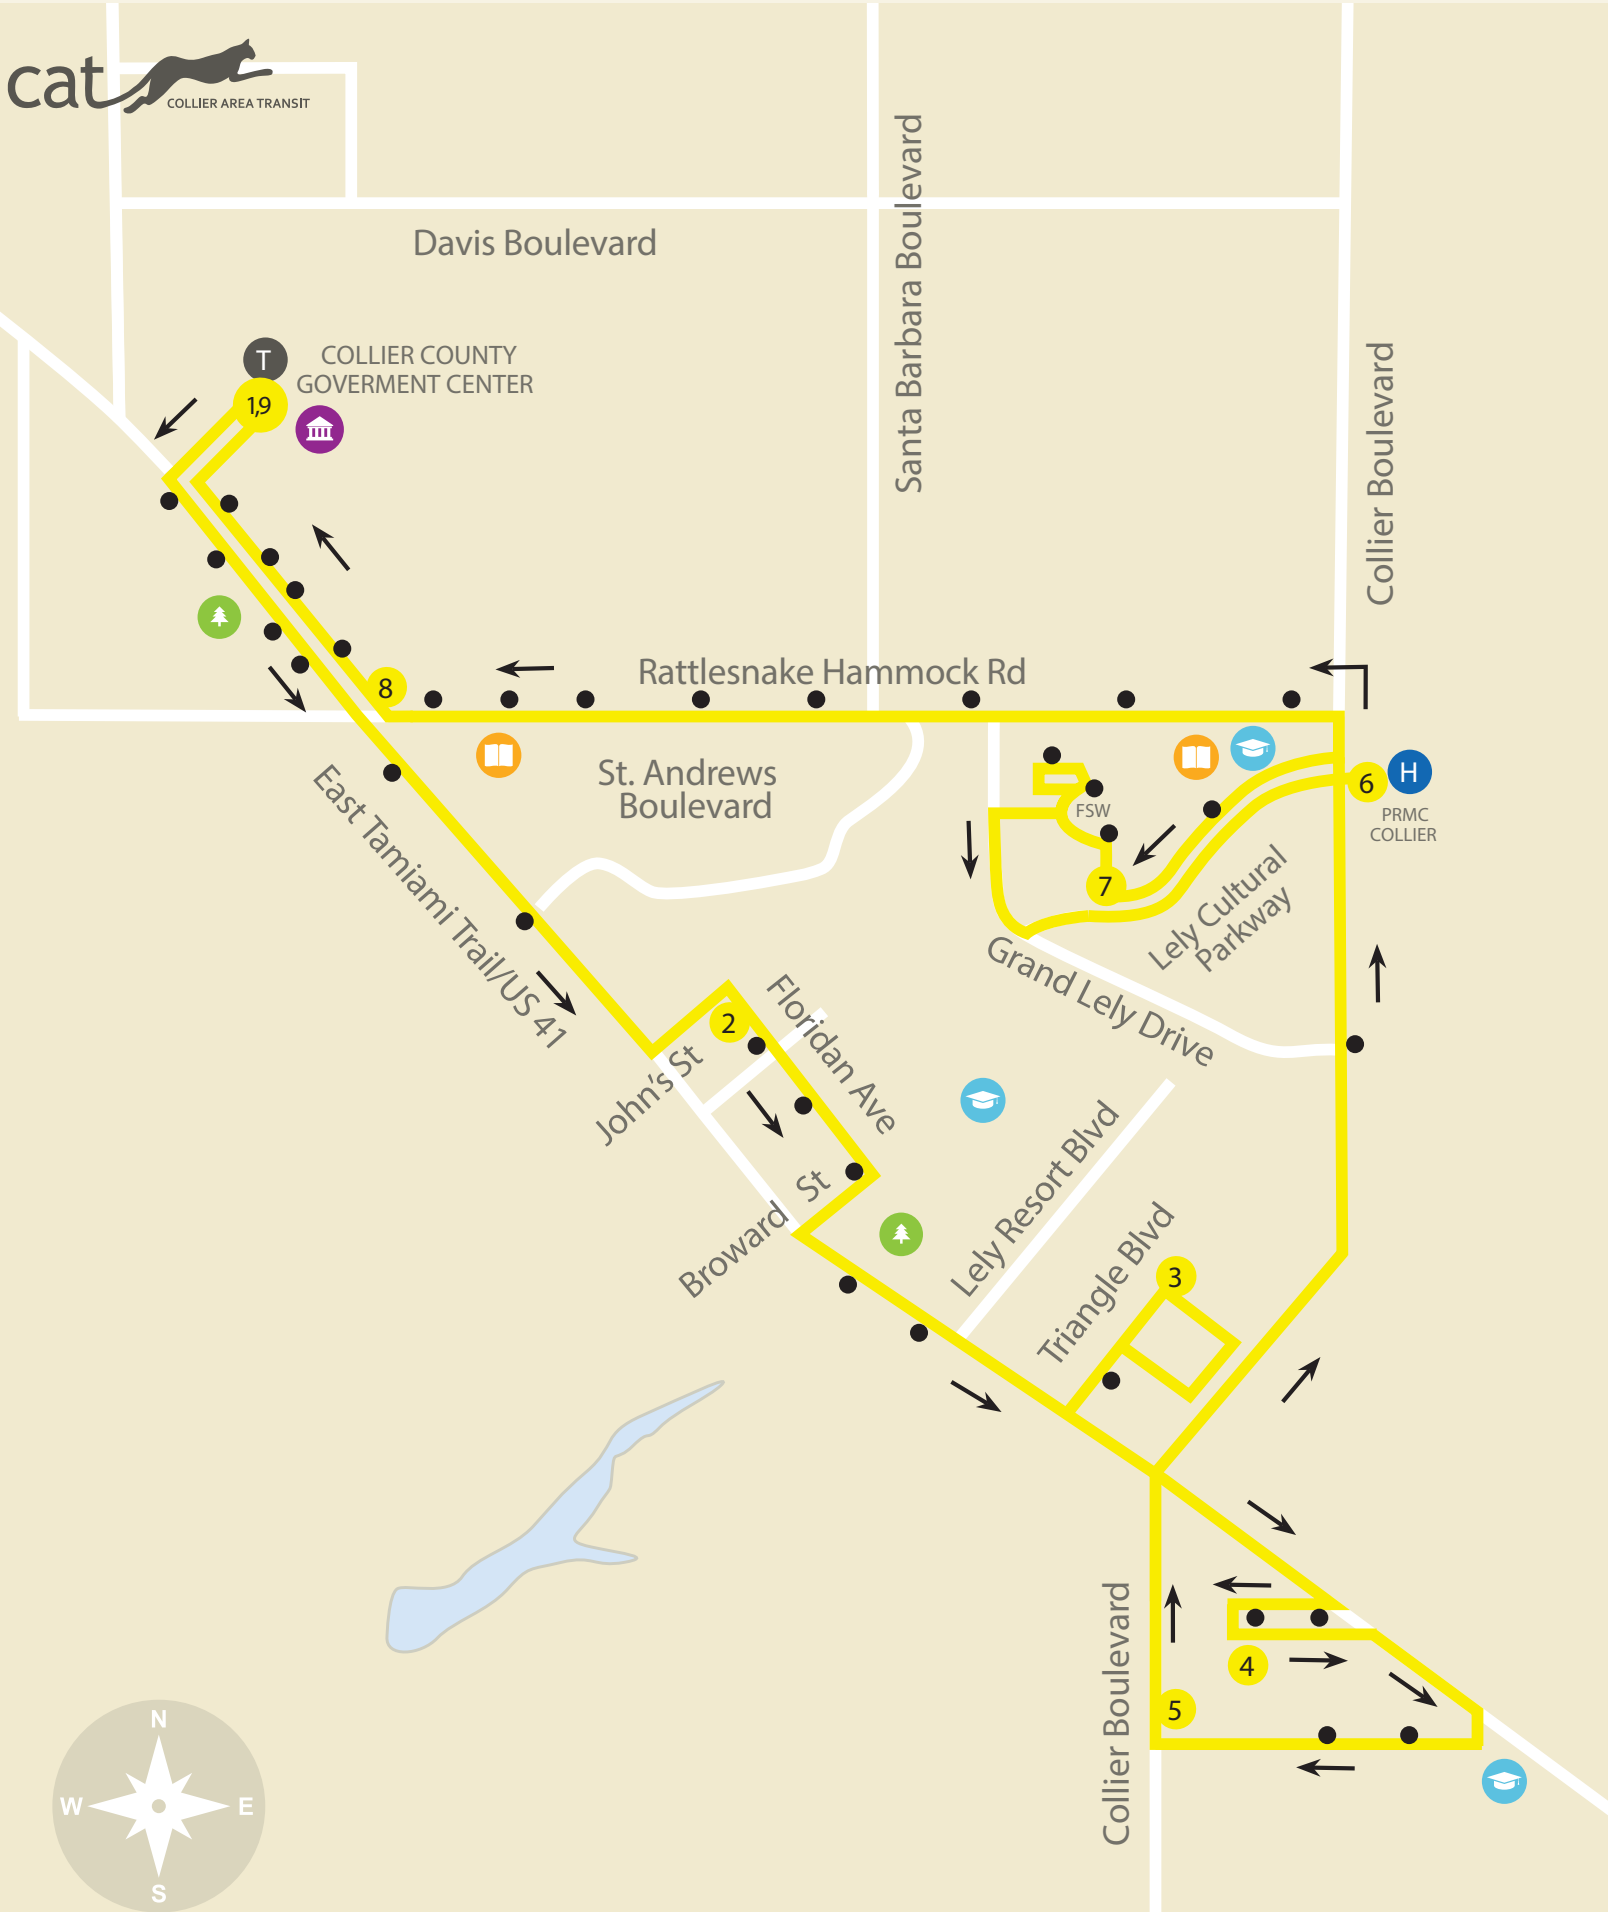 cat
COLLIER AREA TRANSIT
Davis Boulevard
Santa Barbara Boulevard
Collier Boulevard
T
COLLIER COUNTY
GOVERMENT CENTER
1,9
8
Rattlesnake Hammock Rd
St. Andrews
Boulevard
East Tamiami Trail/US 41
FSW
6
H
PRMC
COLLIER
7
Lely Cultural
Parkway
Grand Lely Drive
2
John's St
Floridan Ave
Broward St
Lely Resort Blvd
Triangle Blvd
3
4
5
Collier Boulevard
N
W
E
S